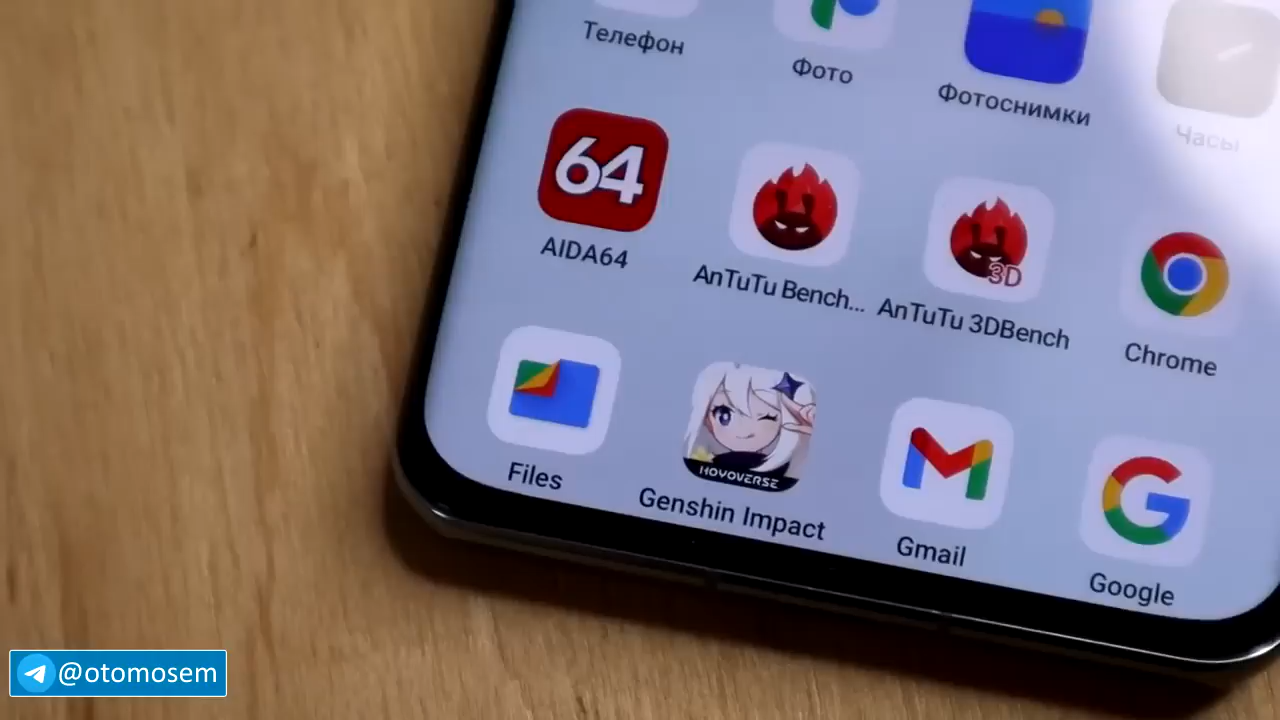 Телефон
Фото
Фотоснимки
Часы
64
3D
AIDA64
AnTuTu Bench...
AnTuTu 3DBench
Chrome
HOYOVERSE
Files
Genshin Impact
Gmail
Google
@otomosem